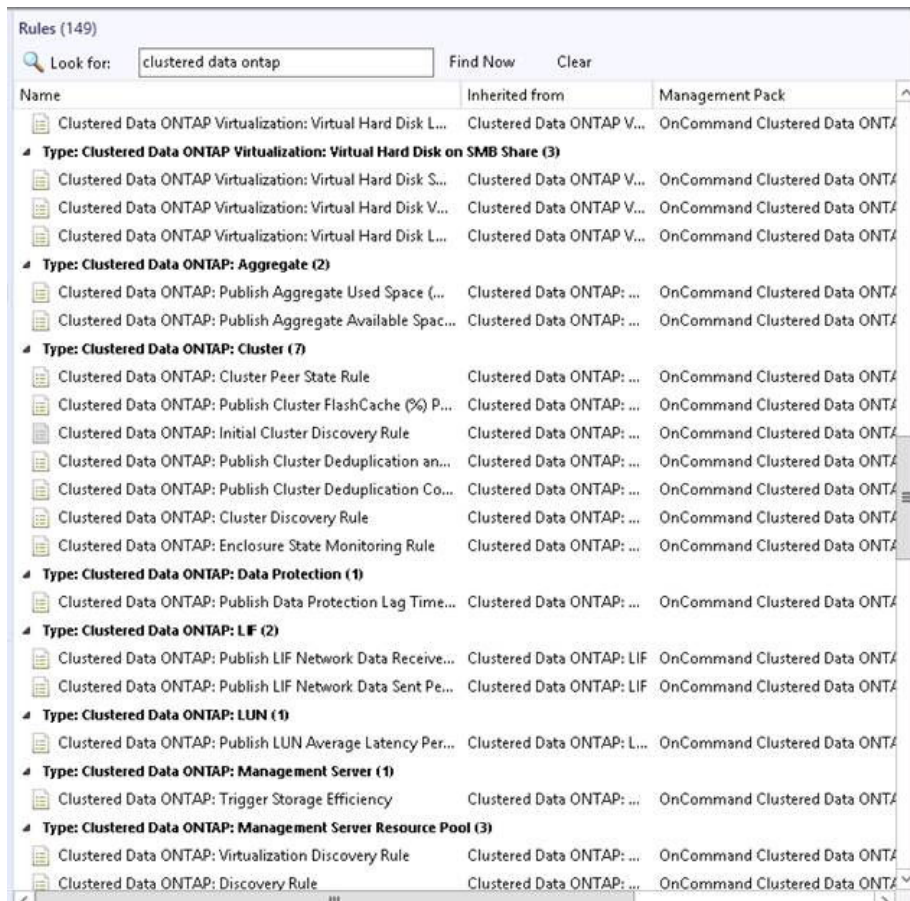 Rules (149)
Look for: clustered data ontap Find Now Clear
Name Inherited from Management Pack
Clustered Data ONTAP Virtualization: Virtual Hard Disk L... Clustered Data ONTAP V... OnCommand Clustered Data ONTA
Type: Clustered Data ONTAP Virtualization: Virtual Hard Disk on SMB Share (3)
Clustered Data ONTAP Virtualization: Virtual Hard Disk S... Clustered Data ONTAP V... OnCommand Clustered Data ONTA
Clustered Data ONTAP Virtualization: Virtual Hard Disk V... Clustered Data ONTAP V... OnCommand Clustered Data ONTA
Clustered Data ONTAP Virtualization: Virtual Hard Disk L... Clustered Data ONTAP V... OnCommand Clustered Data ONTA
Type: Clustered Data ONTAP: Aggregate (2)
Clustered Data ONTAP: Publish Aggregate Used Space (... Clustered Data ONTAP: ... OnCommand Clustered Data ONTA
Clustered Data ONTAP: Publish Aggregate Available Spac... Clustered Data ONTAP: ... OnCommand Clustered Data ONTA
Type: Clustered Data ONTAP: Cluster (7)
Clustered Data ONTAP: Cluster Peer State Rule Clustered Data ONTAP: ... OnCommand Clustered Data ONTA
Clustered Data ONTAP: Publish Cluster FlashCache (%) P... Clustered Data ONTAP: ... OnCommand Clustered Data ONTA
Clustered Data ONTAP: Initial Cluster Discovery Rule Clustered Data ONTAP: ... OnCommand Clustered Data ONTA
Clustered Data ONTAP: Publish Cluster Deduplication an... Clustered Data ONTAP: ... OnCommand Clustered Data ONTA
Clustered Data ONTAP: Publish Cluster Deduplication Co... Clustered Data ONTAP: ... OnCommand Clustered Data ONTA
Clustered Data ONTAP: Cluster Discovery Rule Clustered Data ONTAP: ... OnCommand Clustered Data ONTA
Clustered Data ONTAP: Enclosure State Monitoring Rule Clustered Data ONTAP: ... OnCommand Clustered Data ONTA
Type: Clustered Data ONTAP: Data Protection (1)
Clustered Data ONTAP: Publish Data Protection Lag Time... Clustered Data ONTAP: ... OnCommand Clustered Data ONTA
Type: Clustered Data ONTAP: LIF (2)
Clustered Data ONTAP: Publish LIF Network Data Receive... Clustered Data ONTAP: LIF OnCommand Clustered Data ONTA
Clustered Data ONTAP: Publish LIF Network Data Sent Pe... Clustered Data ONTAP: LIF OnCommand Clustered Data ONTA
Type: Clustered Data ONTAP: LUN (1)
Clustered Data ONTAP: Publish LUN Average Latency Per... Clustered Data ONTAP: L... OnCommand Clustered Data ONTA
Type: Clustered Data ONTAP: Management Server (1)
Clustered Data ONTAP: Trigger Storage Efficiency Clustered Data ONTAP: ... OnCommand Clustered Data ONTA
Type: Clustered Data ONTAP: Management Server Resource Pool (3)
Clustered Data ONTAP: Virtualization Discovery Rule Clustered Data ONTAP: ... OnCommand Clustered Data ONTA
Clustered Data ONTAP: Discovery Rule Clustered Data ONTAP: ... OnCommand Clustered Data ONTA